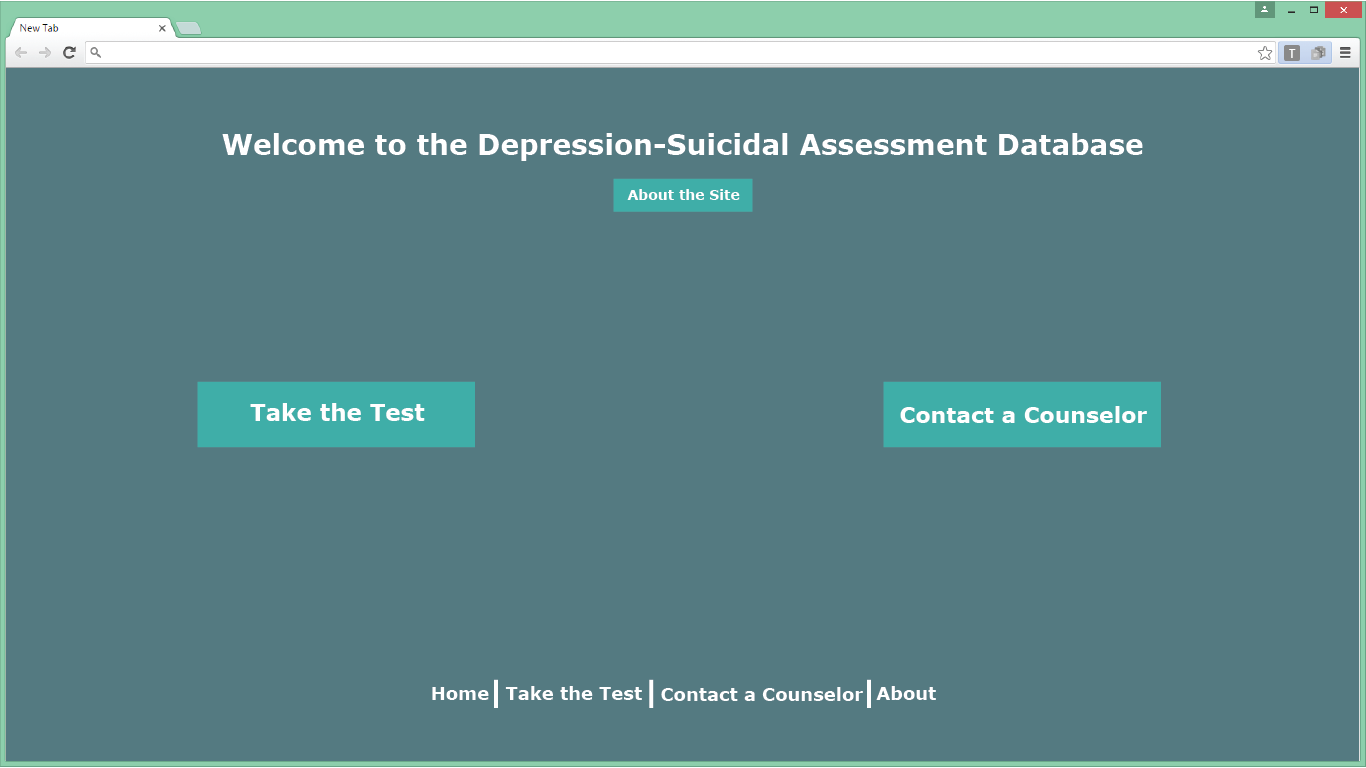 New Tab
T
Welcome to the Depression-Suicidal Assessment Database
About the Site
Take the Test
Contact a Counselor
Home | Take the Test | Contact a Counselor | About